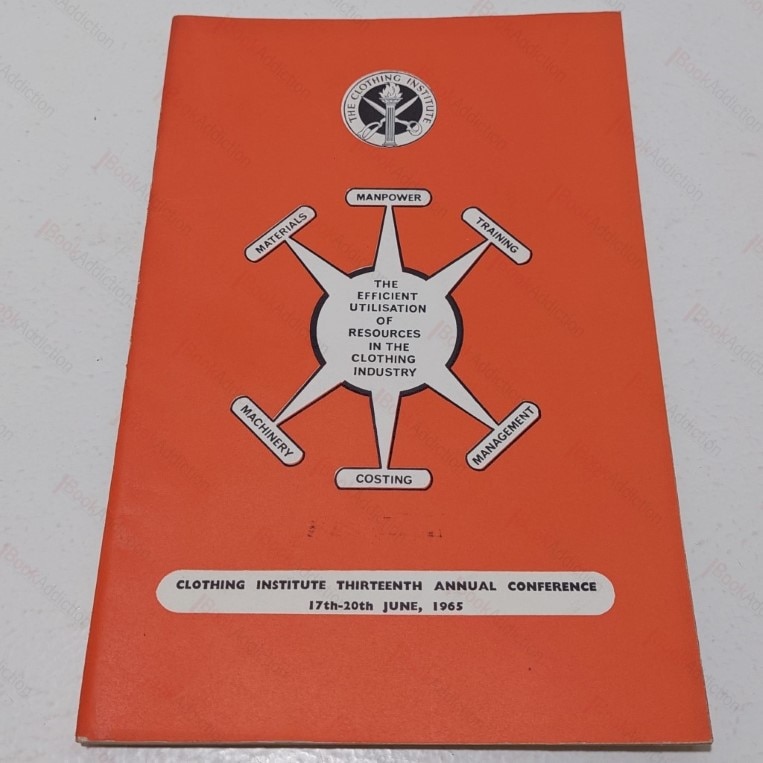 THE CLOTHING INSTITUTE
MANPOWER
MATERIALS
TRAINING
THE
EFFICIENT
UTILISATION
OF
RESOURCES
IN THE
CLOTHING
INDUSTRY
MACHINERY
MANAGEMENT
COSTING
CLOTHING INSTITUTE THIRTEENTH ANNUAL CONFERENCE
17th-20th JUNE, 1965
BookAddiction